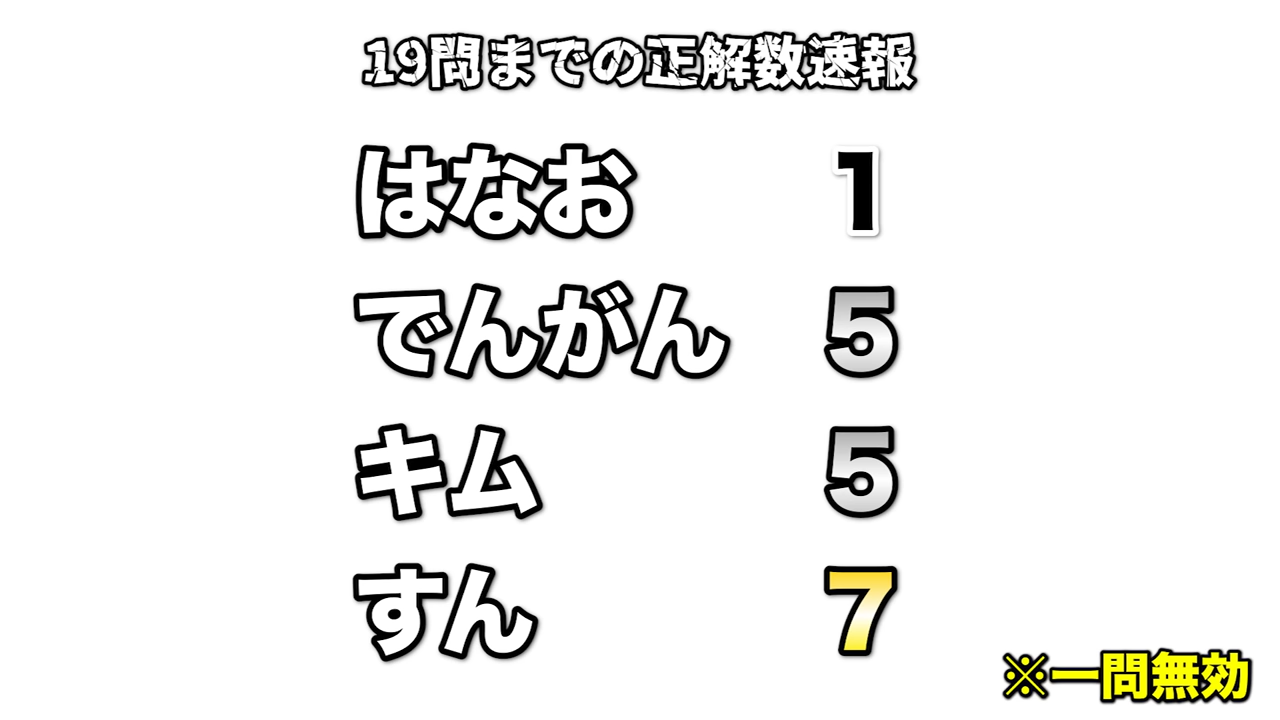 19問までの正解数速報
はなお 1
でんがん 5
キム 5
すん 7
※一問無効